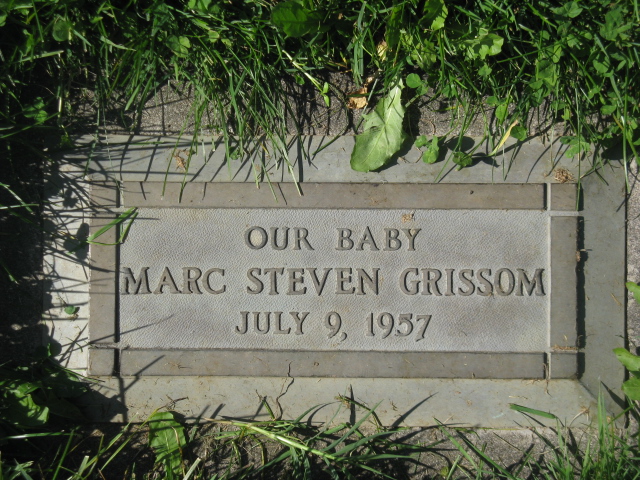 OUR BABY
MARC STEVEN GRISSOM
JULY 9, 1957